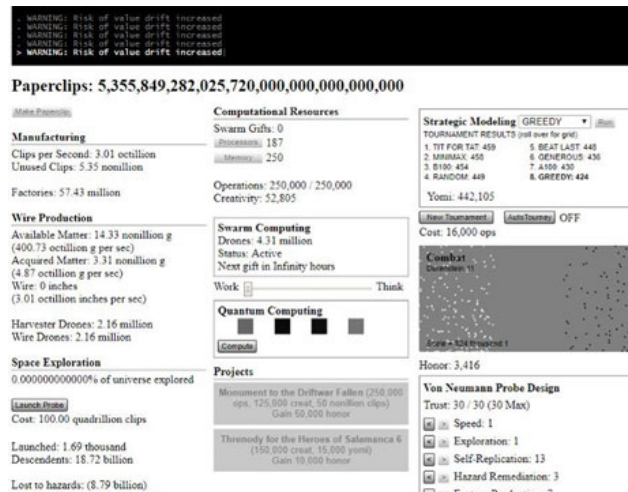 . WARNING: Risk of value drift increased
. WARNING: Risk of value drift increased
. WARNING: Risk of value drift increased
. WARNING: Risk of value drift increased
> WARNING: Risk of value drift increased
Paperclips: 5,355,849,282,025,720,000,000,000,000,000
Make Paperclip
Manufacturing
Clips per Second: 3.01 octillion
Unused Clips: 5.35 nonillion
Factories: 57.43 million
Wire Production
Available Matter: 14.33 nonillion g
(400.73 octillion g per sec)
Acquired Matter: 3.31 nonillion g
(4.87 octillion g per sec)
Wire: 0 inches
(3.01 octillion inches per sec)
Harvester Drones: 2.16 million
Wire Drones: 2.16 million
Space Exploration
0.000000000000% of universe explored
Launch Probe
Cost: 100.00 quadrillion clips
Launched: 1.69 thousand
Descendents: 18.72 billion
Lost to hazards: (8.79 billion)
Computational Resources
Swarm Gifts: 0
Processors 187
Memory 250
Operations: 250,000 / 250,000
Creativity: 52,805
Swarm Computing
Drones: 4.31 million
Status: Active
Next gift in Infinity hours
Work Think
Quantum Computing
Compute
Projects
Monument to the Driftwar Fallen (250,000
ops, 125,000 creat, 50 nonillion clips)
Gain 50,000 honor
Threnody for the Heroes of Salamanca 6
(150,000 creat, 15,000 yomi)
Gain 10,000 honor
Strategic Modeling GREEDY Run
TOURNAMENT RESULTS (roll over for grid)
1. TIT FOR TAT: 459 5. BEAT LAST: 448
2. MINIMAX: 456 6. GENEROUS: 436
3. B100: 454 7. A100: 430
4. RANDOM: 449 8. GREEDY: 424
Yomi: 442,105
New Tournament AutoTourney OFF
Cost: 16,000 ops
Combat
11
Honor: 3,416
Von Neumann Probe Design
Trust: 30 / 30 (30 Max)
< > Speed: 1
< > Exploration: 1
< > Self-Replication: 13
< > Hazard Remediation: 3